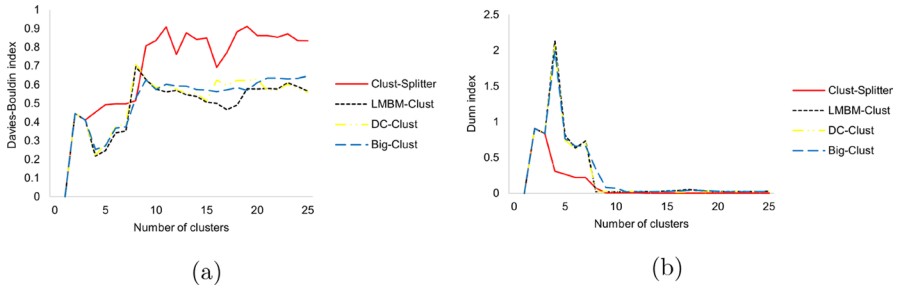 Davies-Bouldin index
1
0.9
0.8
0.7
0.6
0.5
0.4
0.3
0.2
0.1
0
0 5 10 15 20 25
Number of clusters
Clust-Splitter
LMBM-Clust
DC-Clust
Big-Clust
(a)
Dunn index
2.5
2
1.5
1
0.5
0
0 5 10 15 20 25
Number of clusters
Clust-Splitter
LMBM-Clust
DC-Clust
Big-Clust
(b)